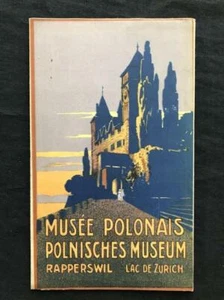 MUSÉE POLONAIS
POLNISCHES MUSEUM
RAPPERSWIL LAC DE ZURICH